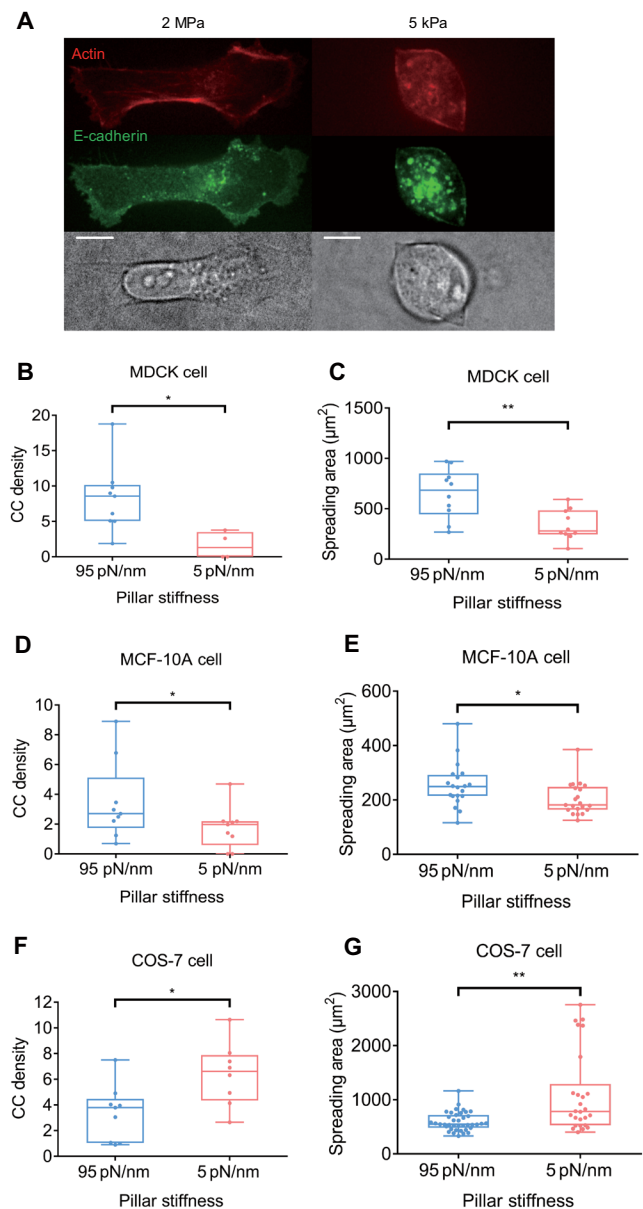 A
2 MPa
5 kPa
Actin
E-cadherin
B
MDCK cell
*
CC density
20
15
10
5
0
95 pN/nm
5 pN/nm
Pillar stiffness
C
MDCK cell
**
Spreading area (µm²)
1500
1000
500
0
95 pN/nm
5 pN/nm
Pillar stiffness
D
MCF-10A cell
*
CC density
10
8
6
4
2
0
95 pN/nm
5 pN/nm
Pillar stiffness
E
MCF-10A cell
*
Spreading area (µm²)
600
400
200
0
95 pN/nm
5 pN/nm
Pillar stiffness
F
COS-7 cell
*
CC density
12
10
8
6
4
2
0
95 pN/nm
5 pN/nm
Pillar stiffness
G
COS-7 cell
**
Spreading area (µm²)
3000
2000
1000
0
95 pN/nm
5 pN/nm
Pillar stiffness